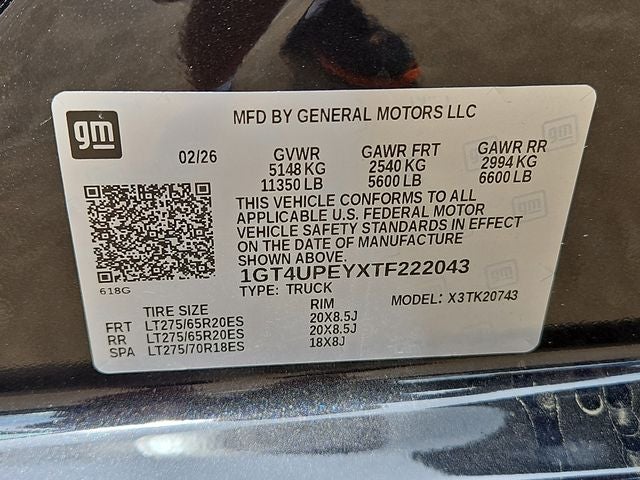 gm
MFD BY GENERAL MOTORS LLC
02/26 GVWR GAWR FRT GAWR RR
5148 KG 2540 KG 2994 KG
11350 LB 5600 LB 6600 LB
THIS VEHICLE CONFORMS TO ALL
APPLICABLE U.S. FEDERAL MOTOR
VEHICLE SAFETY STANDARDS IN EFFECT
ON THE DATE OF MANUFACTURE
SHOWN ABOVE.
618G
1GT4UPEYXTF222043
TYPE: TRUCK MODEL: X3TK20743
TIRE SIZE RIM
FRT LT275/65R20ES 20X8.5J
RR LT275/65R20ES 20X8.5J
SPA LT275/70R18ES 18X8J